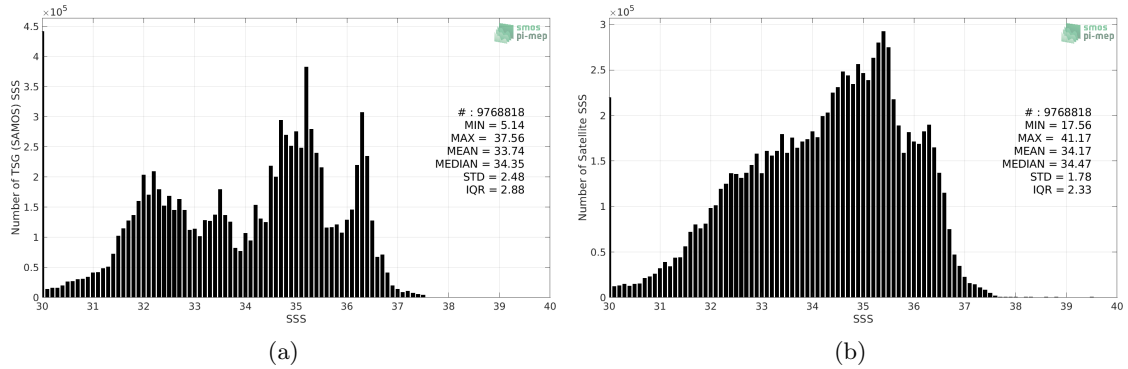 ×10⁵
4.5
4
3.5
3
2.5
2
1.5
1
0.5
0
30 31 32 33 34 35 36 37 38 39 40
SSS
Number of TSG (SAMOS) SSS
smos
pi-mep
# : 9768818
MIN = 5.14
MAX = 37.56
MEAN = 33.74
MEDIAN = 34.35
STD = 2.48
IQR = 2.88
(a)
×10⁵
3
2.5
2
1.5
1
0.5
0
30 31 32 33 34 35 36 37 38 39 40
SSS
Number of Satellite SSS
smos
pi-mep
# : 9768818
MIN = 17.56
MAX = 41.17
MEAN = 34.17
MEDIAN = 34.47
STD = 1.78
IQR = 2.33
(b)